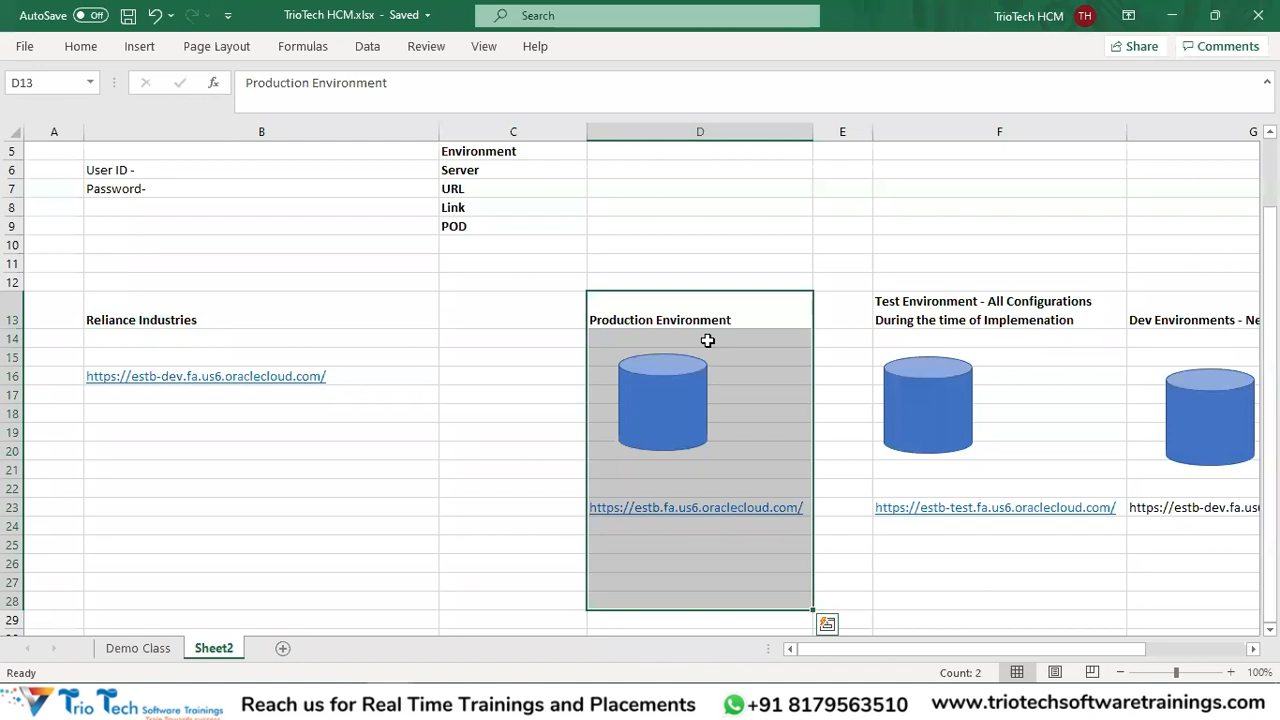 AutoSave Off TrioTech HCM.xlsx - Saved Search TrioTech HCM TH
File Home Insert Page Layout Formulas Data Review View Help Share Comments
D13 fx Production Environment
A B C D E F G
5 Environment
6 User ID - Server
7 Password- URL
8 Link
9 POD
10
11
12
Test Environment - All Configurations
13 Reliance Industries Production Environment During the time of Implemenation Dev Environments - Ne
14
15
16 https://estb-dev.fa.us6.oraclecloud.com/
17
18
19
20
21
22
23 https://estb.fa.us6.oraclecloud.com/ https://estb-test.fa.us6.oraclecloud.com/ https://estb-dev.fa.us6
24
25
26
27
28
29
Demo Class Sheet2
Ready Count: 2 100%
Trio Tech Software Trainings Reach us for Real Time Trainings and Placements +91 8179563510 www.triotechsoftwaretrainings.com